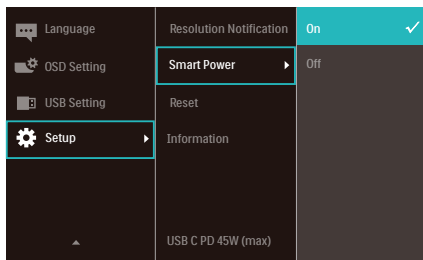 Language
OSD Setting
USB Setting
Setup
Resolution Notification
Smart Power
Reset
Information
USB C PD 45W (max)
On
Off